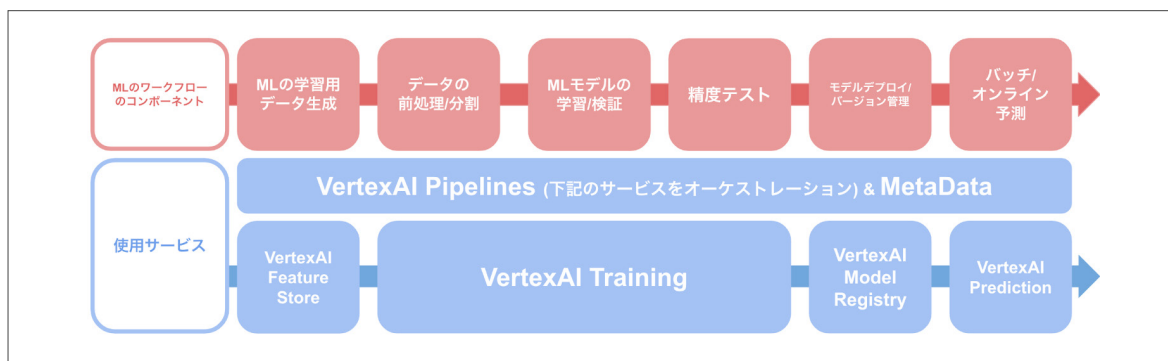 MLのワークフロー
のコンポーネント
MLの学習用
データ生成
データの
前処理/分割
MLモデルの
学習/検証
精度テスト
モデルデプロイ/
バージョン管理
バッチ/
オンライン
予測
使用サービス
VertexAI Pipelines (下記のサービスをオーケストレーション) & MetaData
VertexAI
Feature
Store
VertexAI Training
VertexAI
Model
Registry
VertexAI
Prediction